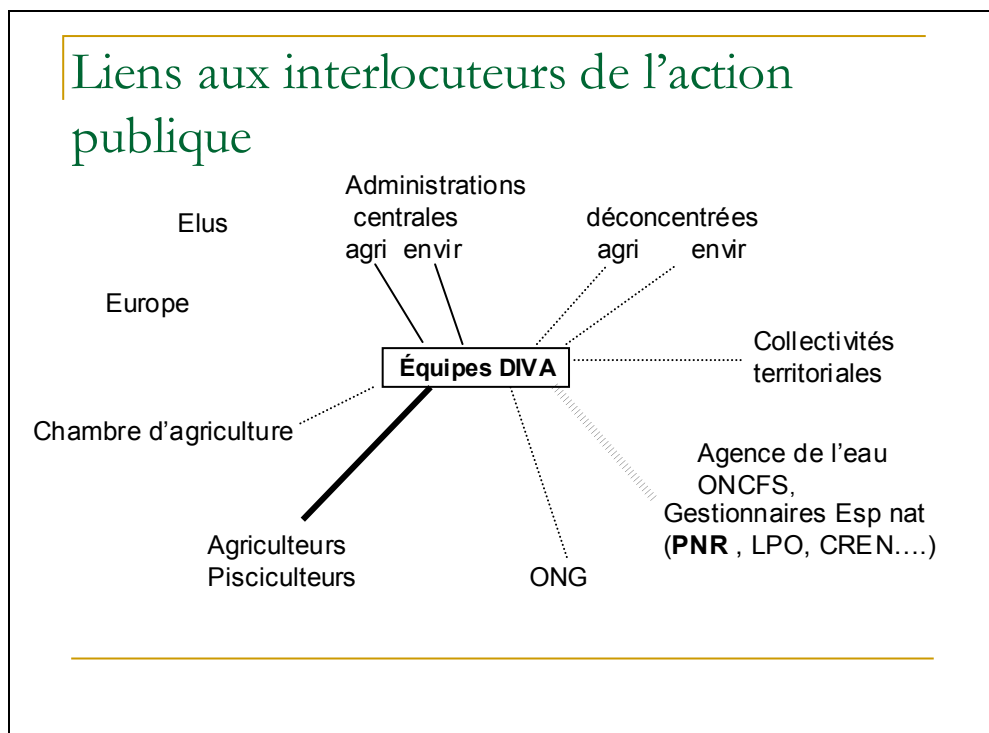 Liens aux interlocuteurs de l’action
publique
Administrations
Elus
centrales
déconcentrées
agri envir
agri envir
Europe
Équipes DIVA
Collectivités
territoriales
Chambre d’agriculture
Agence de l’eau
ONCFS,
Gestionnaires Esp nat
(PNR , LPO, CREN….)
Agriculteurs
Pisciculteurs
ONG